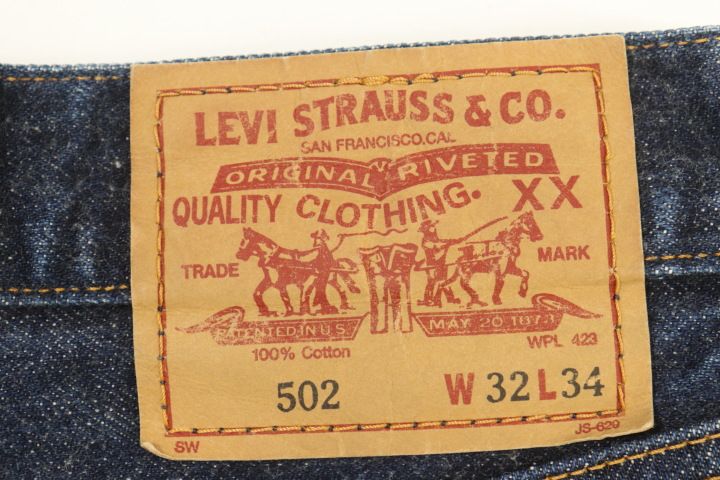 LEVI STRAUSS & CO.
SAN FRANCISCO,CAL
ORIGINAL RIVETED
QUALITY CLOTHING. XX
TRADE MARK
PATENTED IN U.S. MAY 20 1873
WPL 423
100% Cotton
502 W 32 L 34
SW JS-629